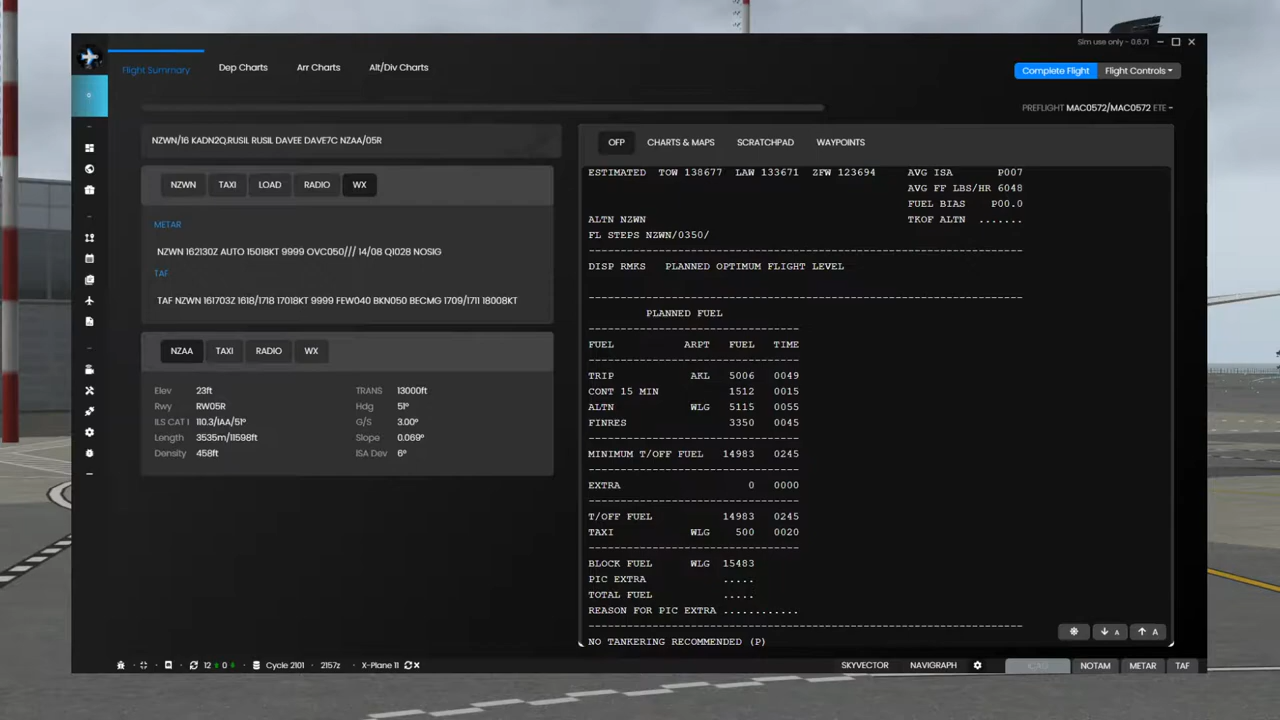 Sim use only - 0.6.71
Flight Summary
Dep Charts
Arr Charts
Alt/Div Charts
Complete Flight
Flight Controls
PREFLIGHT MAC0572/MAC0572 ETE -
NZWN/16 KADN2Q.RUSIL RUSIL DAVEE DAVE7C NZAA/05R
NZWN TAXI LOAD RADIO WX
METAR
NZWN 162130Z AUTO 15018KT 9999 OVC050/// 14/08 Q1028 NOSIG
TAF
TAF NZWN 161703Z 1618/1718 17018KT 9999 FEW040 BKN050 BECMG 1709/1711 18008KT
NZAA TAXI RADIO WX
Elev 23ft TRANS 13000ft
Rwy RW05R Hdg 51°
ILS CAT I 110.3/IAA/51° G/S 3.00°
Length 3535m/11598ft Slope 0.069°
Density 458ft ISA Dev 6°
OFP CHARTS & MAPS SCRATCHPAD WAYPOINTS
ESTIMATED TOW 138677 LAW 133671 ZFW 123694 AVG ISA P007
AVG FF LBS/HR 6048
FUEL BIAS P00.0
ALTN NZWN TKOF ALTN .......
FL STEPS NZWN/0350/
--------------------------------------------------------------------
DISP RMKS PLANNED OPTIMUM FLIGHT LEVEL
--------------------------------------------------------------------
PLANNED FUEL
---------------------------------
FUEL ARPT FUEL TIME
---------------------------------
TRIP AKL 5006 0049
CONT 15 MIN 1512 0015
ALTN WLG 5115 0055
FINRES 3350 0045
---------------------------------
MINIMUM T/OFF FUEL 14983 0245
---------------------------------
EXTRA 0 0000
---------------------------------
T/OFF FUEL 14983 0245
TAXI WLG 500 0020
---------------------------------
BLOCK FUEL WLG 15483
PIC EXTRA .....
TOTAL FUEL .....
REASON FOR PIC EXTRA ............
--------------------------------------------------------------------
NO TANKERING RECOMMENDED (P)
A A
12 0 Cycle 2101 2157z X-Plane 11
SKYVECTOR NAVIGRAPH ICAO NOTAM METAR TAF